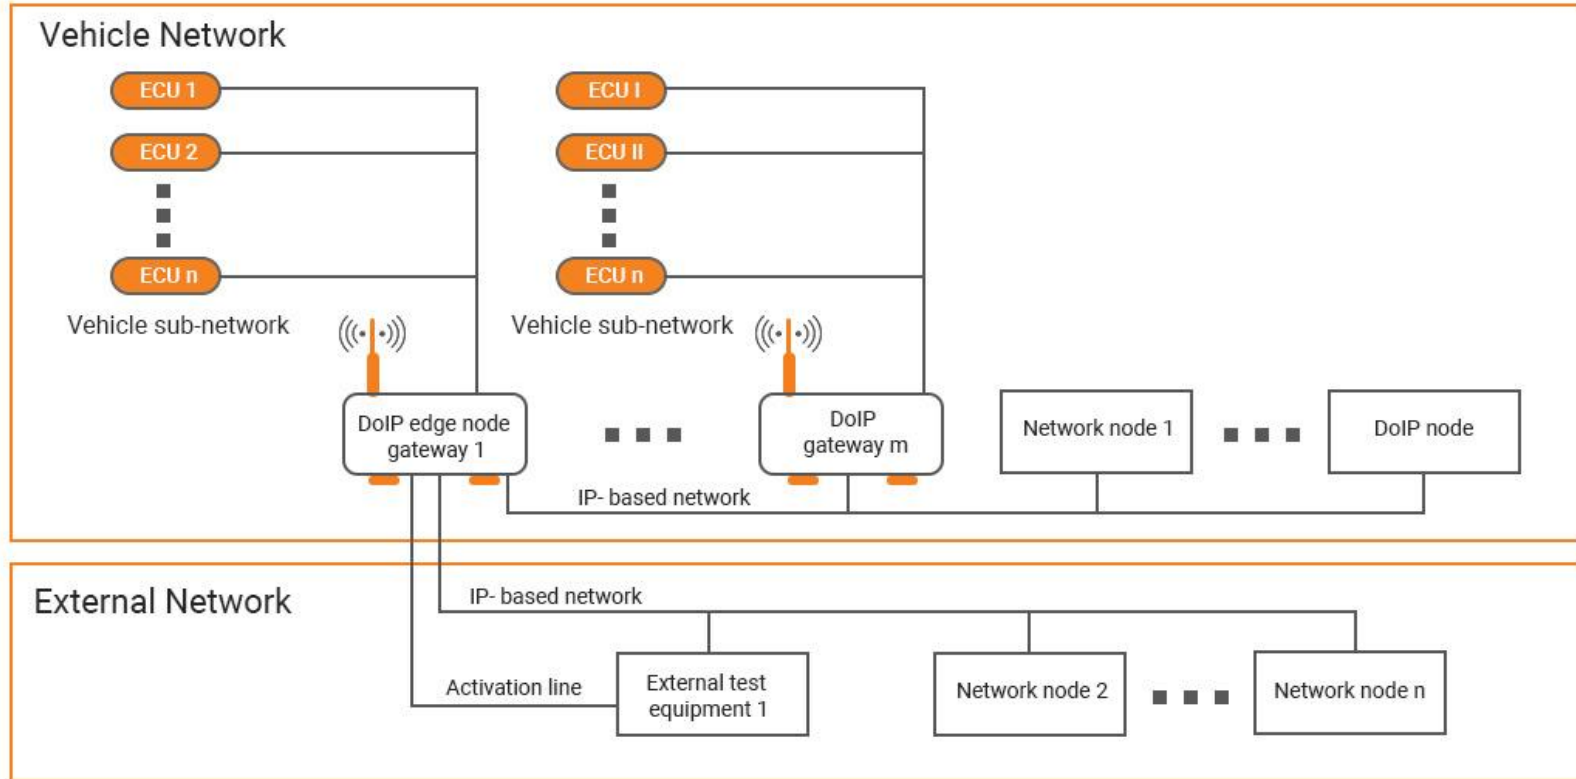 Vehicle Network
ECU 1
ECU 2
ECU n
Vehicle sub-network
ECU I
ECU II
ECU n
Vehicle sub-network
DoIP edge node
gateway 1
DoIP
gateway m
Network node 1
DoIP node
IP- based network
External Network
IP- based network
Activation line
External test
equipment 1
Network node 2
Network node n